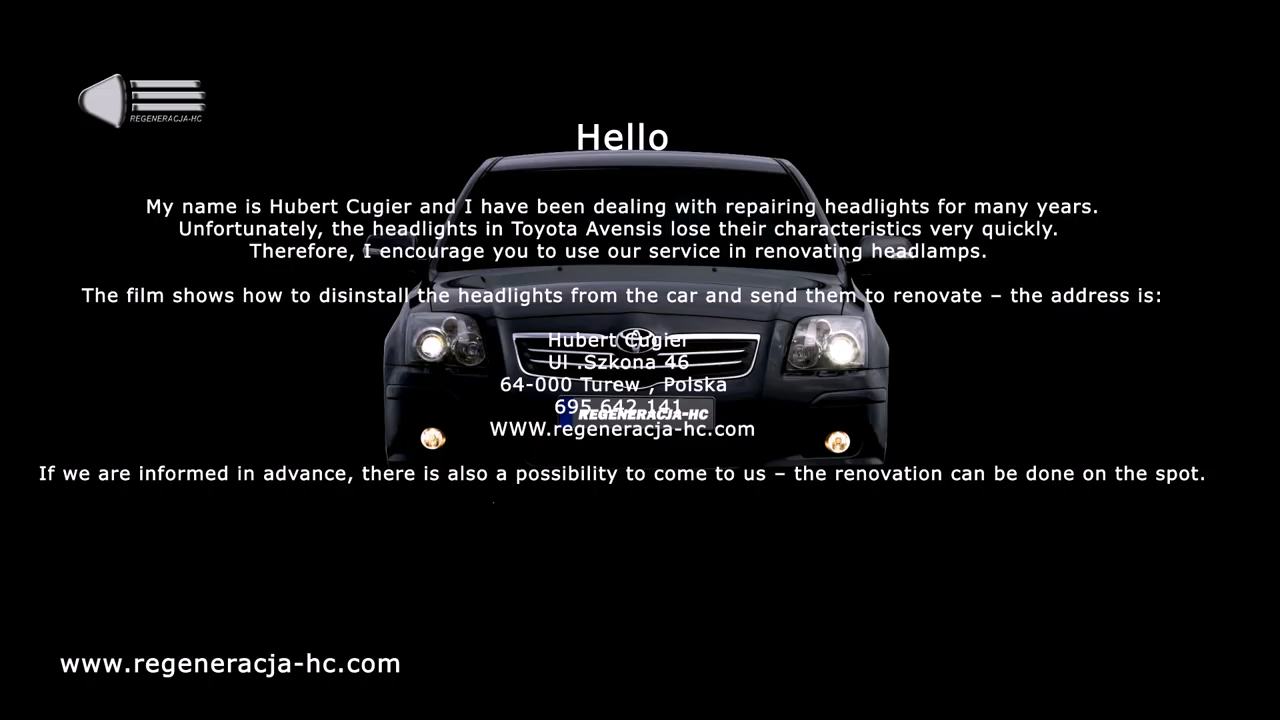 REGENERACJA-HC
Hello
My name is Hubert Cugier and I have been dealing with repairing headlights for many years.
Unfortunately, the headlights in Toyota Avensis lose their characteristics very quickly.
Therefore, I encourage you to use our service in renovating headlamps.
The film shows how to disinstall the headlights from the car and send them to renovate – the address is:
Hubert Cugier
Ul .Szkona 46
64-000 Turew , Polska
695 642 141
REGENERACJA-HC
WWW.regeneracja-hc.com
If we are informed in advance, there is also a possibility to come to us – the renovation can be done on the spot.
www.regeneracja-hc.com